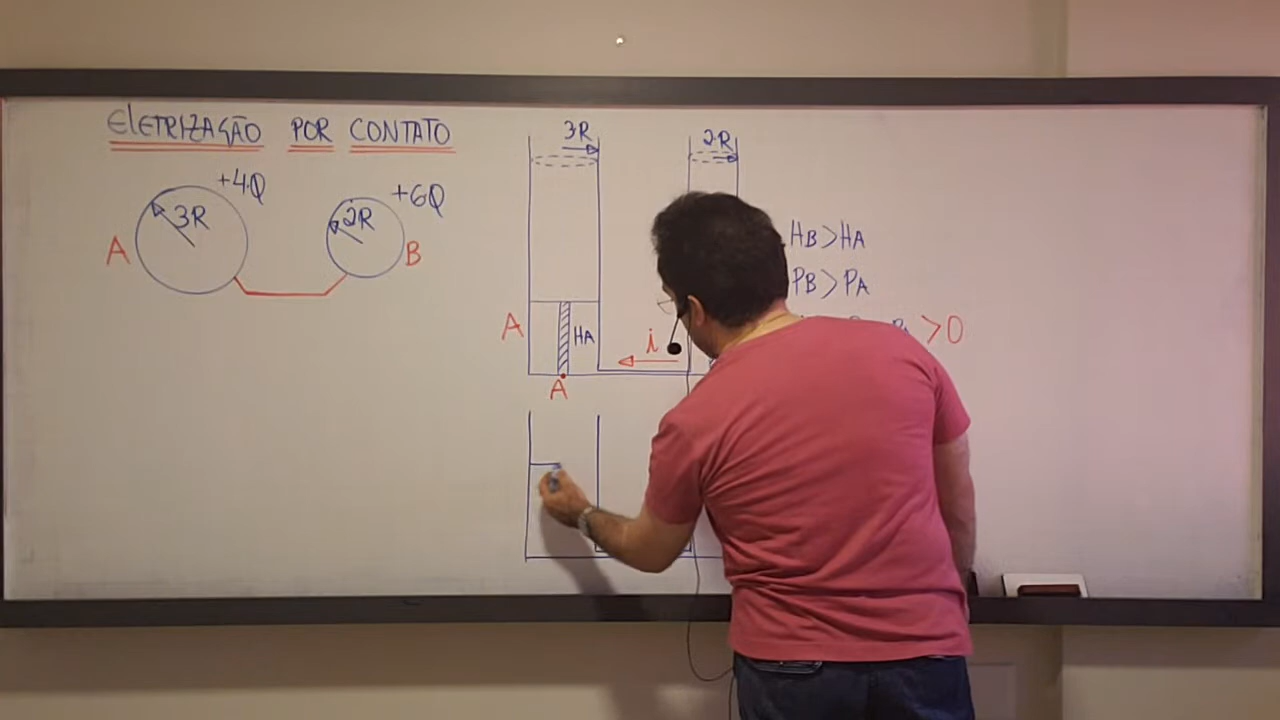 ElETRIZAÇÃO POR CONTATO
+4Q
3R
A
+6Q
2R
B
3R
2R
A
HA
A
i
HB>HA
PB>PA
>0